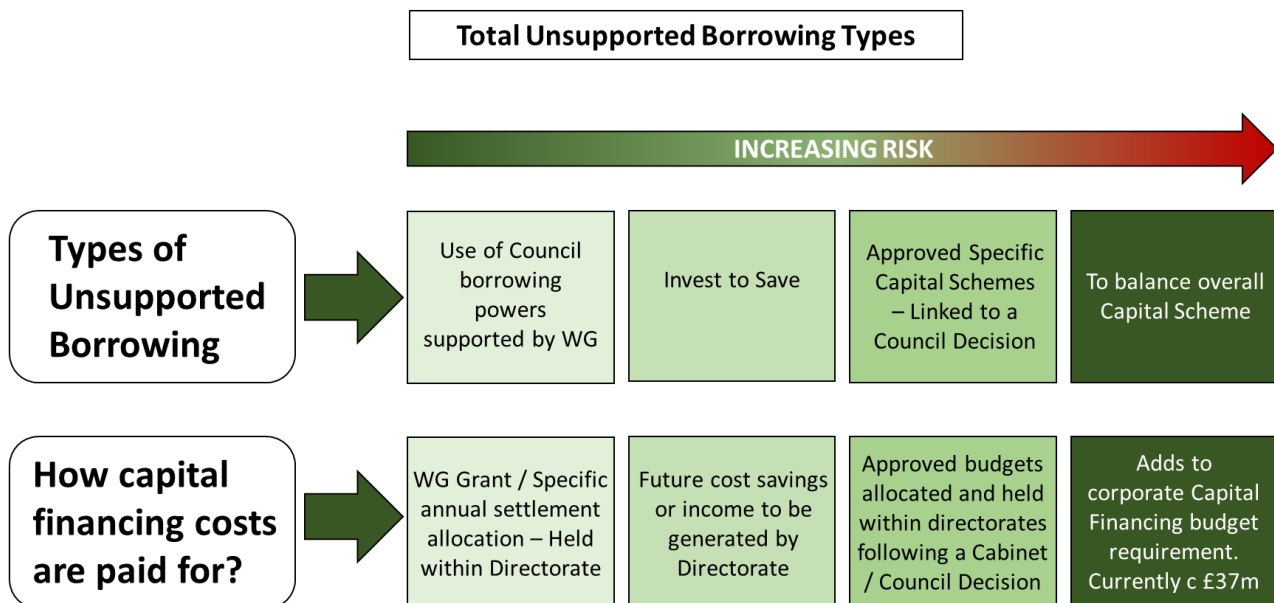 Total Unsupported Borrowing Types
INCREASING RISK
Types of
Unsupported
Borrowing
Use of Council
borrowing
powers
supported by WG
Invest to Save
Approved Specific
Capital Schemes
– Linked to a
Council Decision
To balance overall
Capital Scheme
How capital
financing costs
are paid for?
WG Grant / Specific
annual settlement
allocation – Held
within Directorate
Future cost savings
or income to be
generated by
Directorate
Approved budgets
allocated and held
within directorates
following a Cabinet
/ Council Decision
Adds to
corporate Capital
Financing budget
requirement.
Currently c £37m